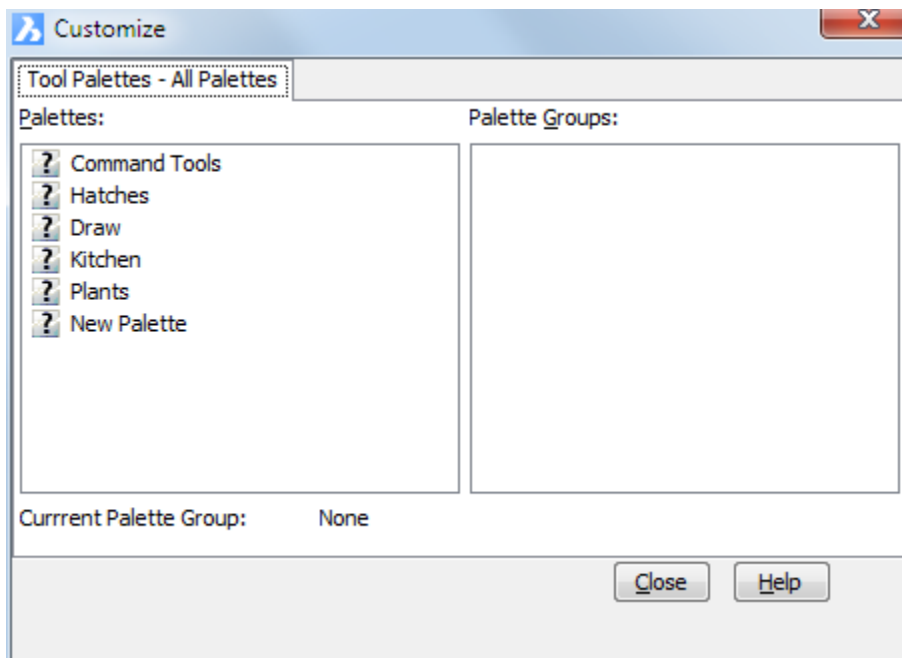 Customize
Tool Palettes - All Palettes
Palettes:
Palette Groups:
Command Tools
Hatches
Draw
Kitchen
Plants
New Palette
Currrent Palette Group: None
Close Help